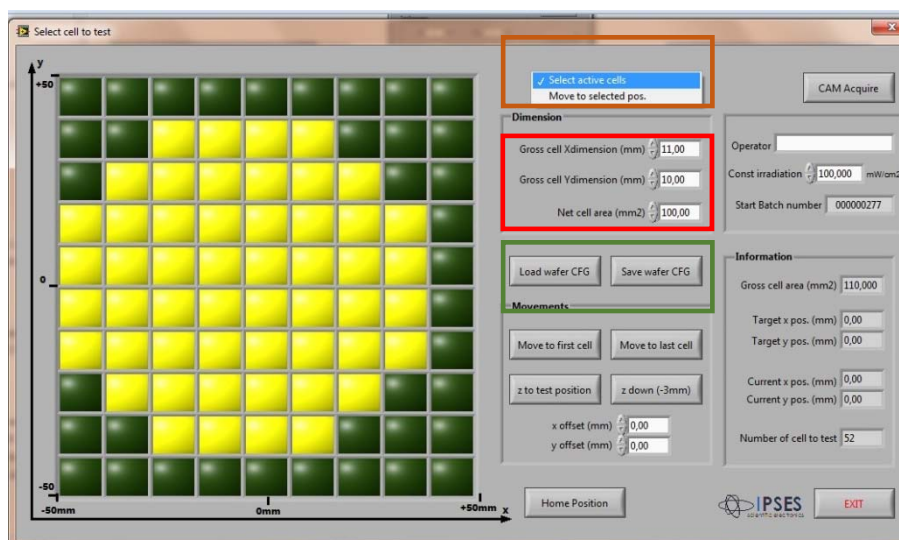 Select cell to test
y
+50
0
-50
-50mm
0mm
+50mm
x
✓ Select active cells
Move to selected pos.
CAM Acquire
Dimension
Gross cell Xdimension (mm) 11,00
Gross cell Ydimension (mm) 10,00
Net cell area (mm2) 100,00
Operator
Const irradiation 100,000 mW/cm2
Start Batch number 000000277
Load wafer CFG
Save wafer CFG
Movements
Move to first cell
Move to last cell
z to test position
z down (-3mm)
x offset (mm) 0,00
y offset (mm) 0,00
Information
Gross cell area (mm2) 110,000
Target x pos. (mm) 0,00
Target y pos. (mm) 0,00
Current x pos. (mm) 0,00
Current y pos. (mm) 0,00
Number of cell to test 52
Home Position
IPSES
SCIENTIFIC ELECTRONICS
EXIT